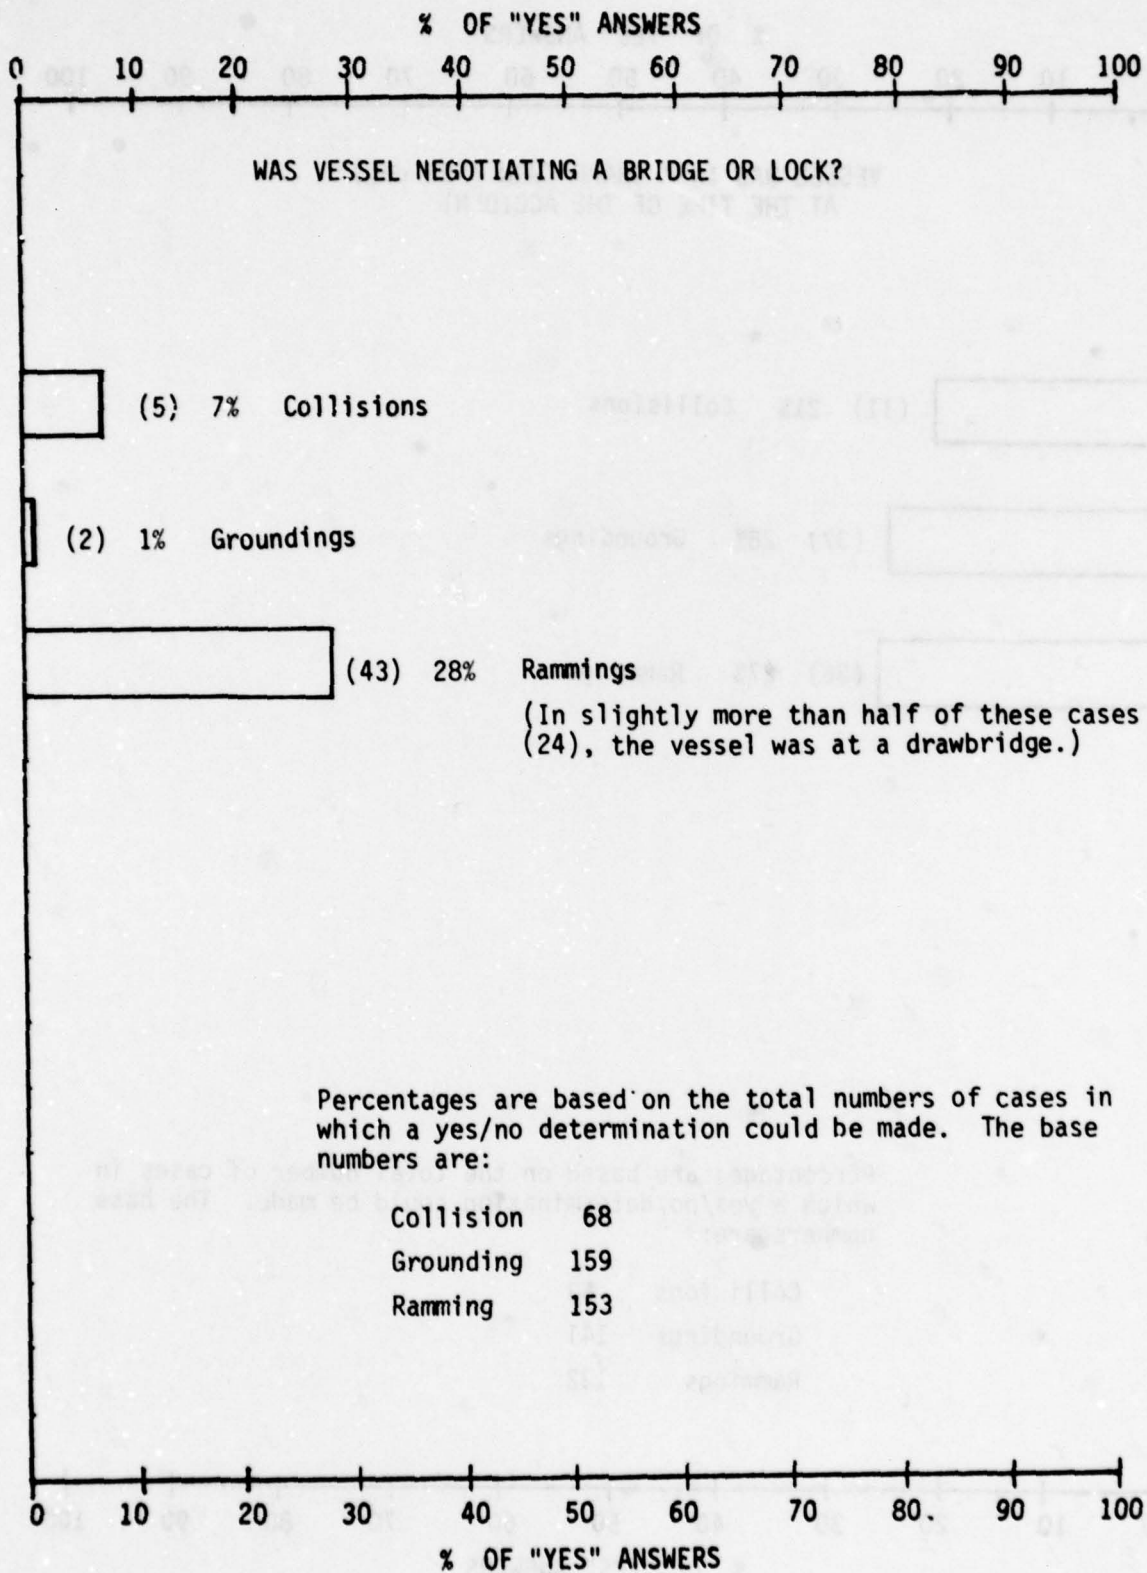 % OF "YES" ANSWERS
0 10 20 30 40 50 60 70 80 90 100
WAS VESSEL NEGOTIATING A BRIDGE OR LOCK?
(5) 7% Collisions
(2) 1% Groundings
(43) 28% Rammings
(In slightly more than half of these cases
(24), the vessel was at a drawbridge.)
Percentages are based on the total numbers of cases in
which a yes/no determination could be made. The base
numbers are:
Collision 68
Grounding 159
Ramming 153
0 10 20 30 40 50 60 70 80. 90 100
% OF "YES" ANSWERS